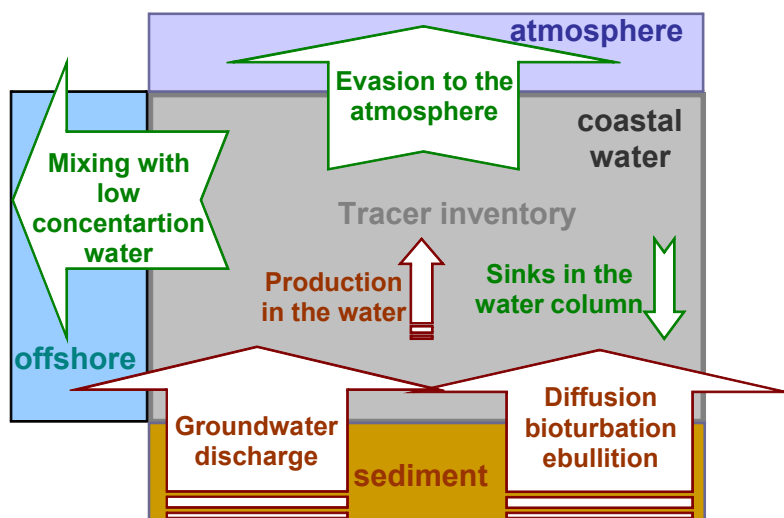 atmosphere
Evasion to the
atmosphere
coastal
water
Mixing with
low
concentartion
water
Tracer inventory
Production
in the water
Sinks in the
water column
offshore
Groundwater
discharge
Diffusion
bioturbation
ebullition
sediment